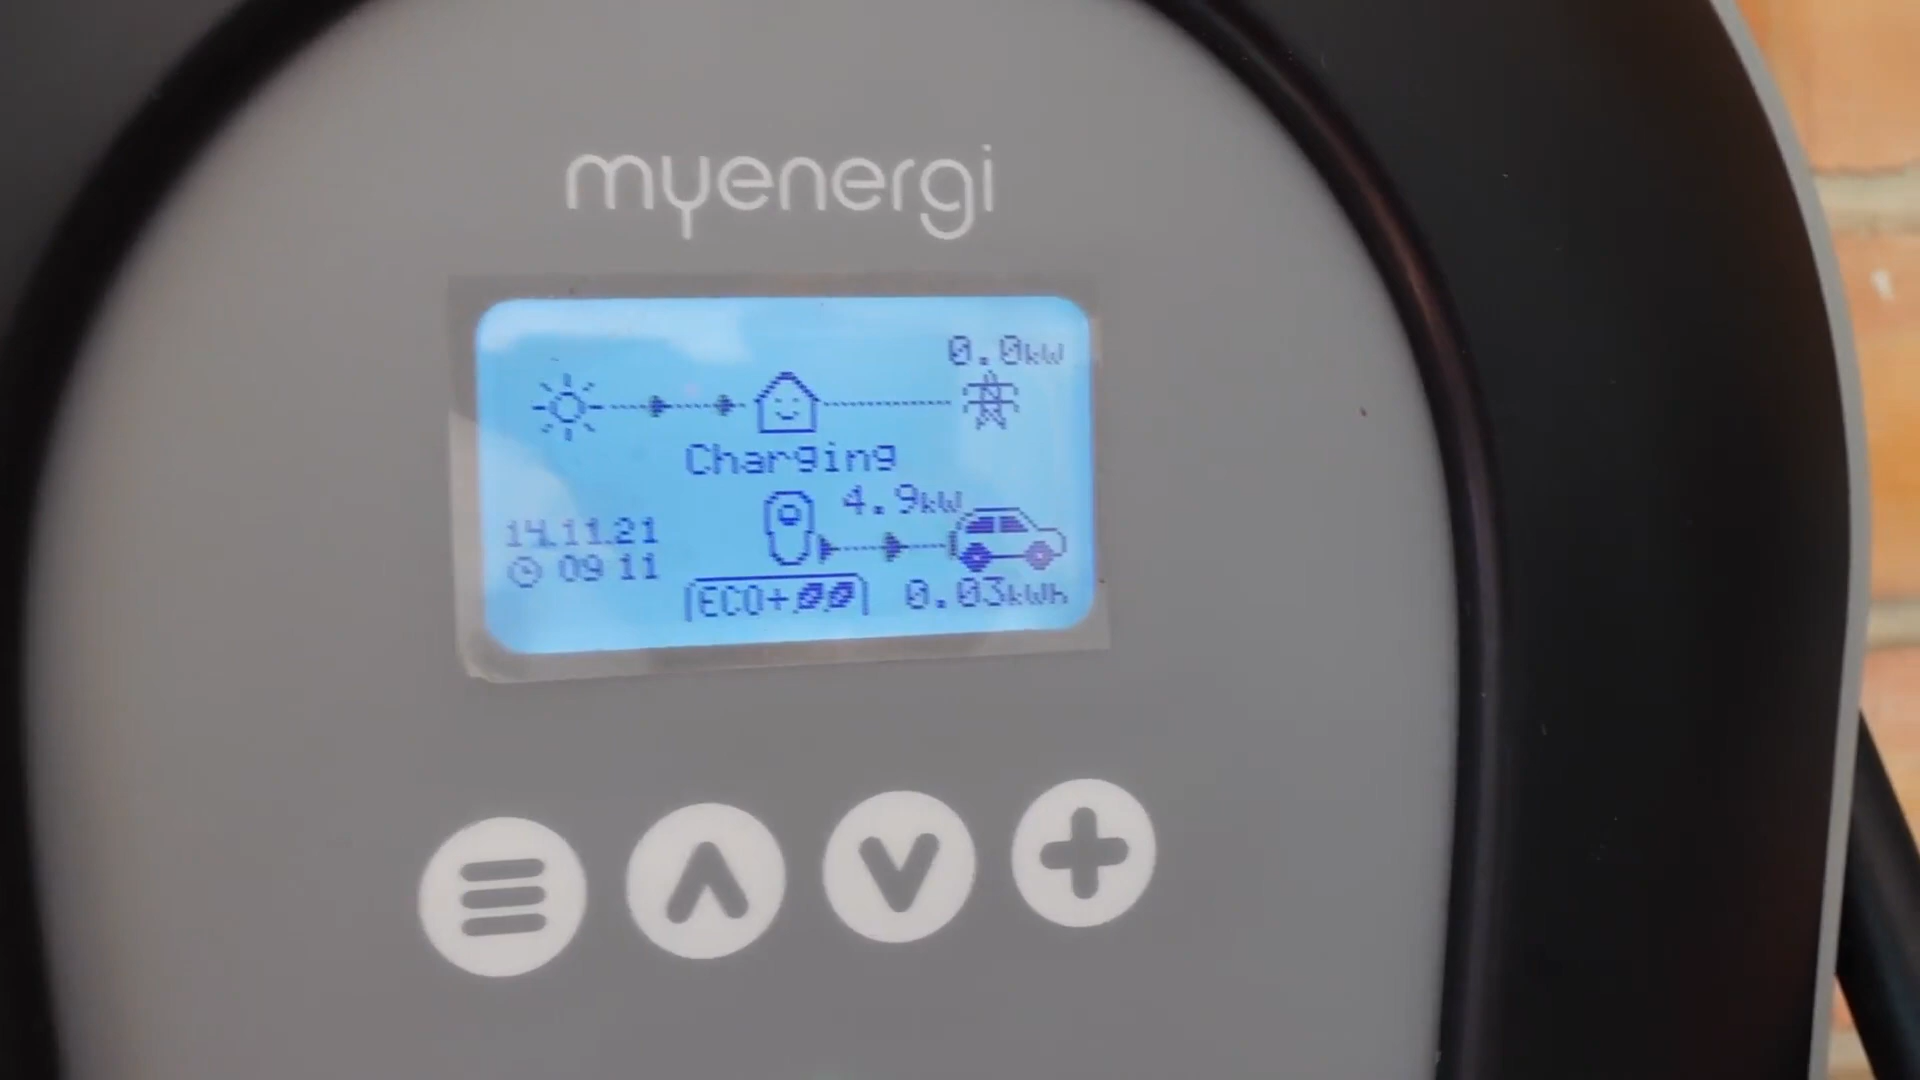 myenergi
0.0kW
Charging
4.9kW
14.11.21
09 11
ECO+
0.03kWh